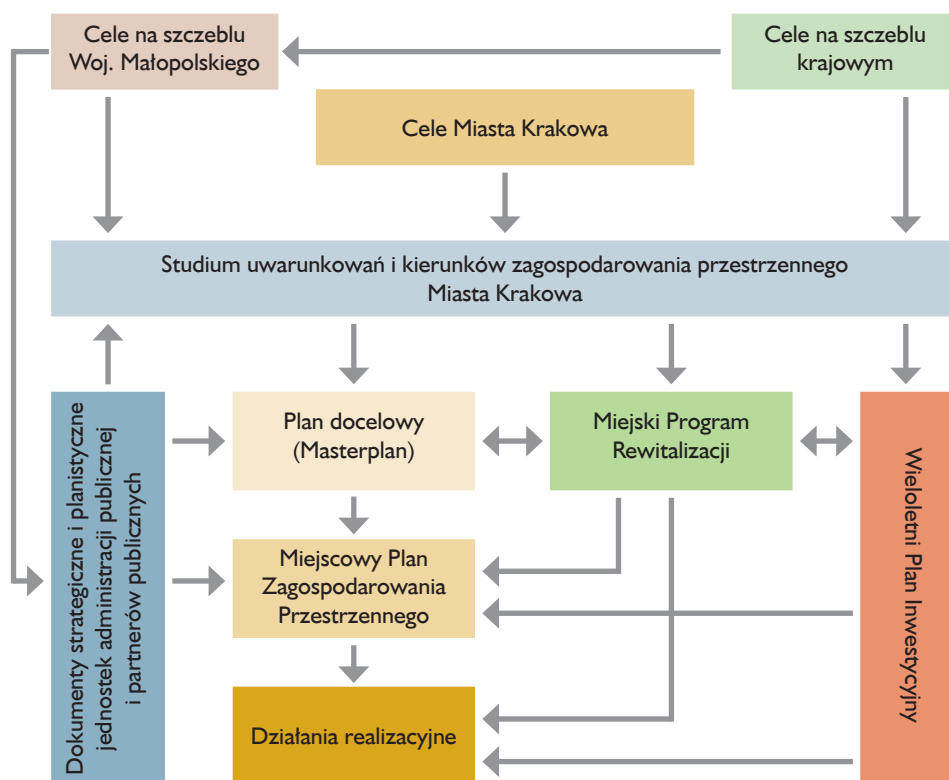 Cele na szczeblu
Woj. Małopolskiego
Cele na szczeblu
krajowym
Cele Miasta Krakowa
Studium uwarunkowań i kierunków zagospodarowania przestrzennego
Miasta Krakowa
Dokumenty strategiczne i planistyczne
jednostek administracji publicznej
i partnerów publicznych
Plan docelowy
(Masterplan)
Miejski Program
Rewitalizacji
Wieloletni Plan Inwestycyjny
Miejscowy Plan
Zagospodarowania
Przestrzennego
Działania realizacyjne